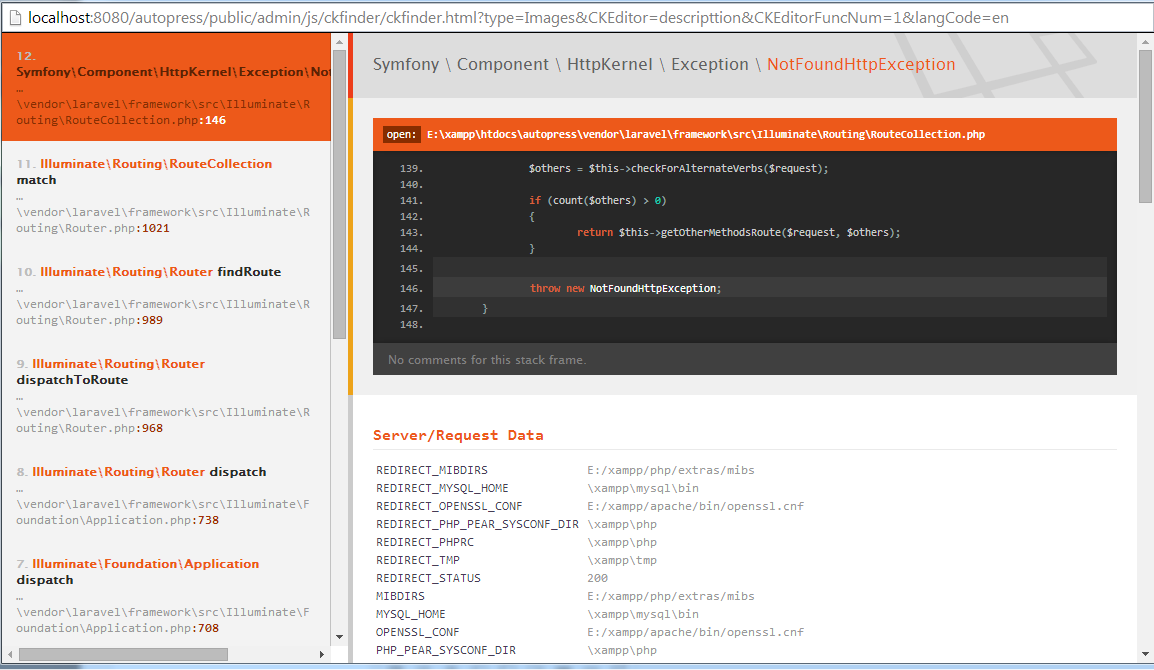 localhost:8080/autopress/public/admin/js/ckfinder/ckfinder.html?type=Images&CKEditor=descripttion&CKEditorFuncNum=1&langCode=en
12.
Symfony\Component\HttpKernel\Exception\Not
…
\vendor\laravel\framework\src\Illuminate\R
outing\RouteCollection.php:146
11. Illuminate\Routing\RouteCollection
match
…
\vendor\laravel\framework\src\Illuminate\R
outing\Router.php:1021
10. Illuminate\Routing\Router findRoute
…
\vendor\laravel\framework\src\Illuminate\R
outing\Router.php:989
9. Illuminate\Routing\Router
dispatchToRoute
…
\vendor\laravel\framework\src\Illuminate\R
outing\Router.php:968
8. Illuminate\Routing\Router dispatch
…
\vendor\laravel\framework\src\Illuminate\F
oundation\Application.php:738
7. Illuminate\Foundation\Application
dispatch
…
\vendor\laravel\framework\src\Illuminate\F
oundation\Application.php:708
Symfony \ Component \ HttpKernel \ Exception \ NotFoundHttpException
open: E:\xampp\htdocs\autopress\vendor\laravel\framework\src\Illuminate\Routing\RouteCollection.php
139. $others = $this->checkForAlternateVerbs($request);
140.
141. if (count($others) > 0)
142. {
143. return $this->getOtherMethodsRoute($request, $others);
144. }
145.
146. throw new NotFoundHttpException;
147. }
148.
No comments for this stack frame.
Server/Request Data
REDIRECT_MIBDIRS E:/xampp/php/extras/mibs
REDIRECT_MYSQL_HOME \xampp\mysql\bin
REDIRECT_OPENSSL_CONF E:/xampp/apache/bin/openssl.cnf
REDIRECT_PHP_PEAR_SYSCONF_DIR \xampp\php
REDIRECT_PHPRC \xampp\php
REDIRECT_TMP \xampp\tmp
REDIRECT_STATUS 200
MIBDIRS E:/xampp/php/extras/mibs
MYSQL_HOME \xampp\mysql\bin
OPENSSL_CONF E:/xampp/apache/bin/openssl.cnf
PHP_PEAR_SYSCONF_DIR \xampp\php